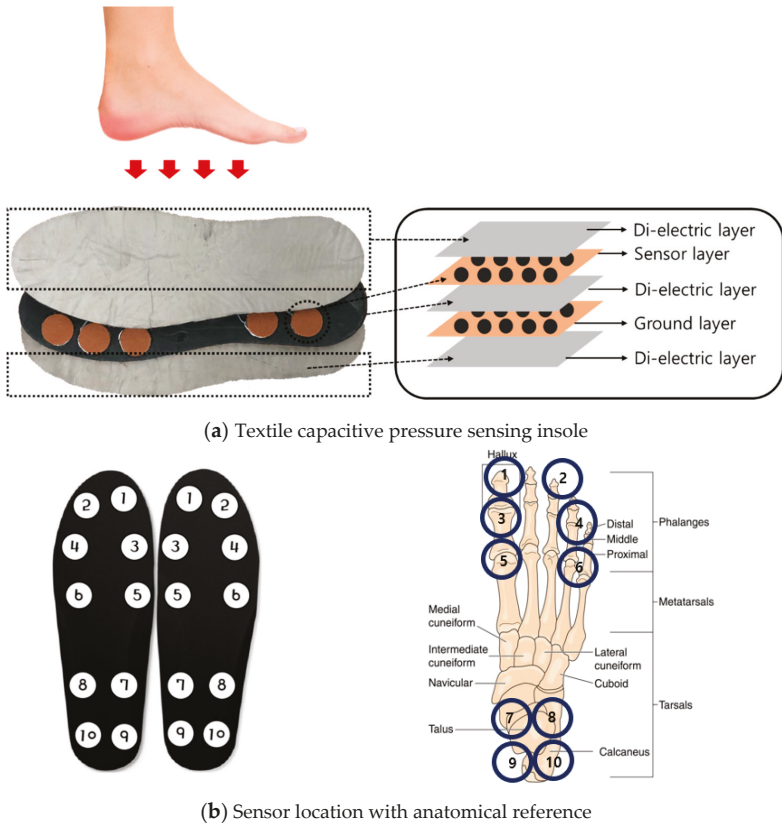 Di-electric layer
Sensor layer
Di-electric layer
Ground layer
Di-electric layer
(a) Textile capacitive pressure sensing insole
2 1 1 2
4 3 3 4
6 5 5 6
8 7 7 8
10 9 9 10
Hallux
1 2
3 4
5 6
Distal
Middle
Proximal
Phalanges
Metatarsals
Medial
cuneiform
Intermediate
cuneiform
Navicular
Lateral
cuneiform
Cuboid
Tarsals
7 8
Talus
Calcaneus
9 10
(b) Sensor location with anatomical reference